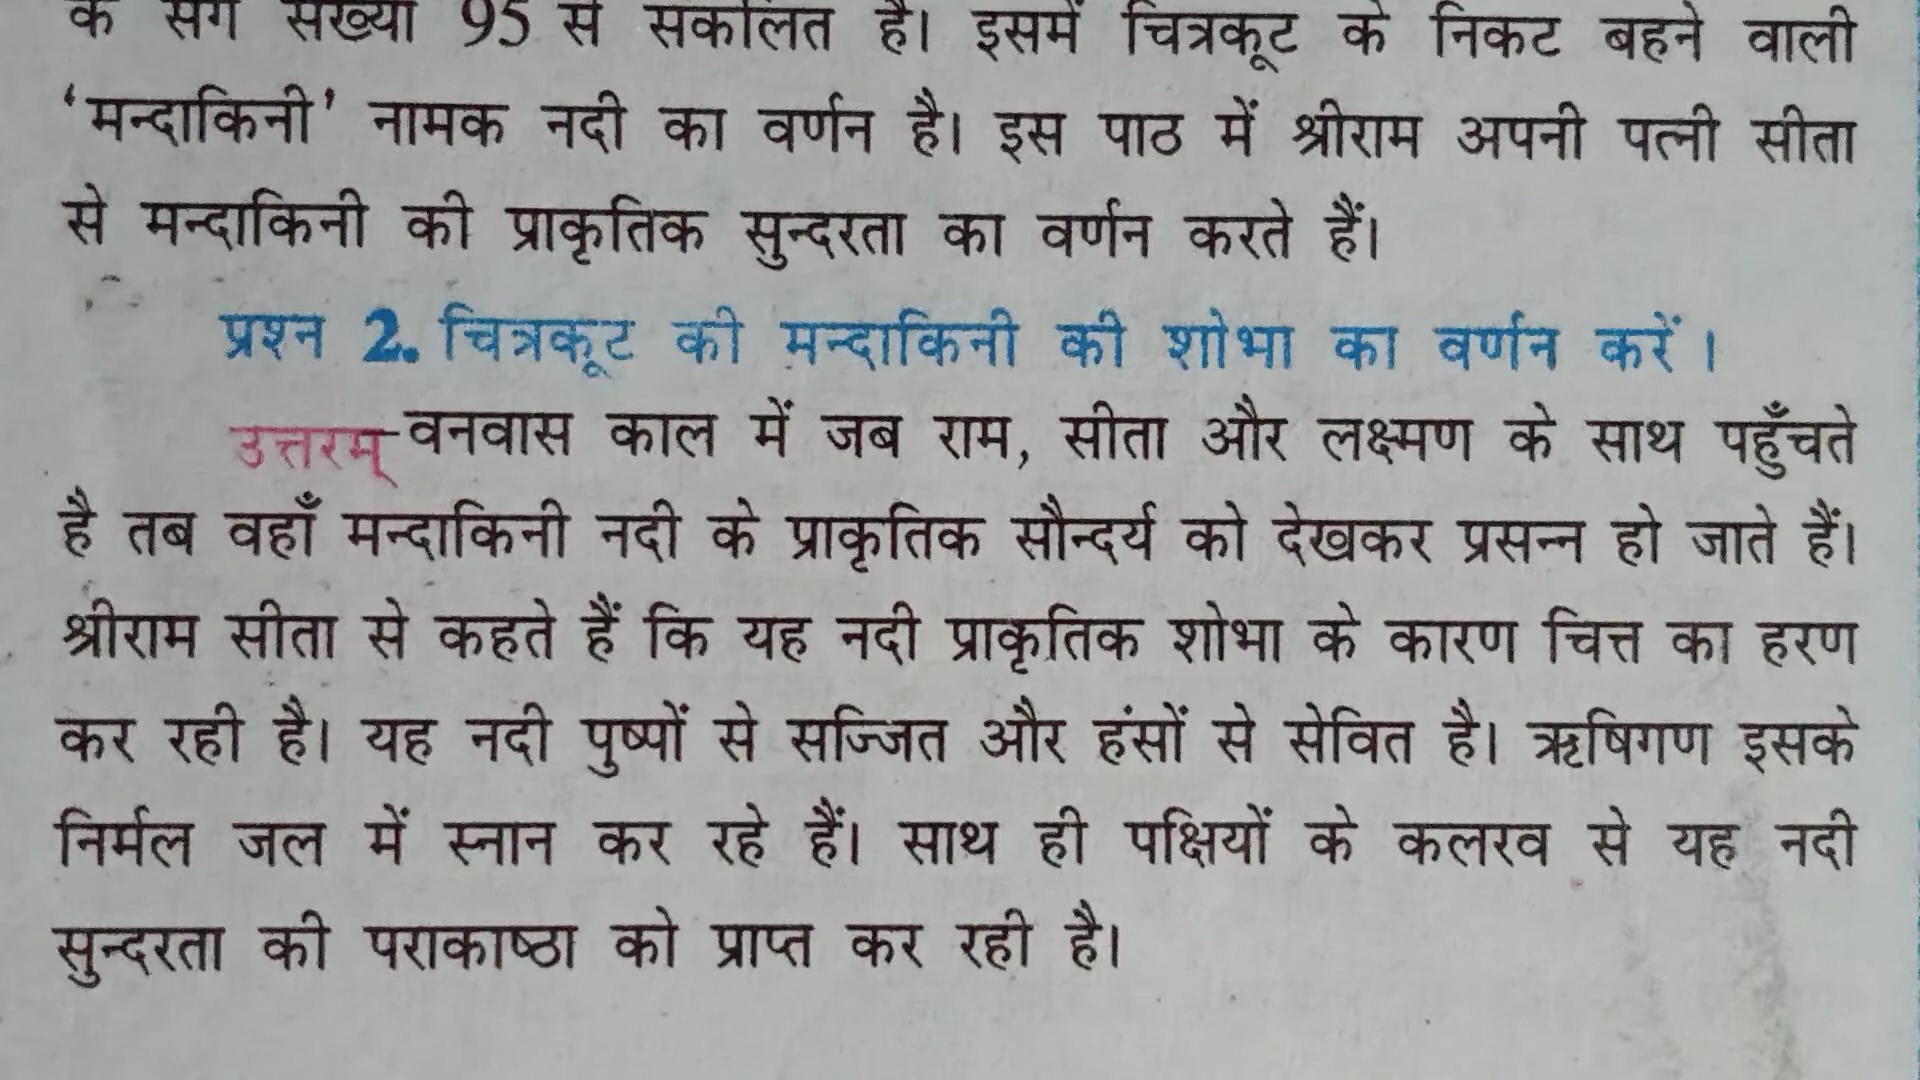 के सर्ग संख्या 95 से संकलित है। इसमें चित्रकूट के निकट बहने वाली
‘मन्दाकिनी’ नामक नदी का वर्णन है। इस पाठ में श्रीराम अपनी पत्नी सीता
से मन्दाकिनी की प्राकृतिक सुन्दरता का वर्णन करते हैं।
प्रश्न 2. चित्रकूट की मन्दाकिनी की शोभा का वर्णन करें ।
उत्तरम् वनवास काल में जब राम, सीता और लक्ष्मण के साथ पहुँचते
है तब वहाँ मन्दाकिनी नदी के प्राकृतिक सौन्दर्य को देखकर प्रसन्न हो जाते हैं।
श्रीराम सीता से कहते हैं कि यह नदी प्राकृतिक शोभा के कारण चित्त का हरण
कर रही है। यह नदी पुष्पों से सज्जित और हंसों से सेवित है। ऋषिगण इसके
निर्मल जल में स्नान कर रहे हैं। साथ ही पक्षियों के कलरव से यह नदी
सुन्दरता की पराकाष्ठा को प्राप्त कर रही है।